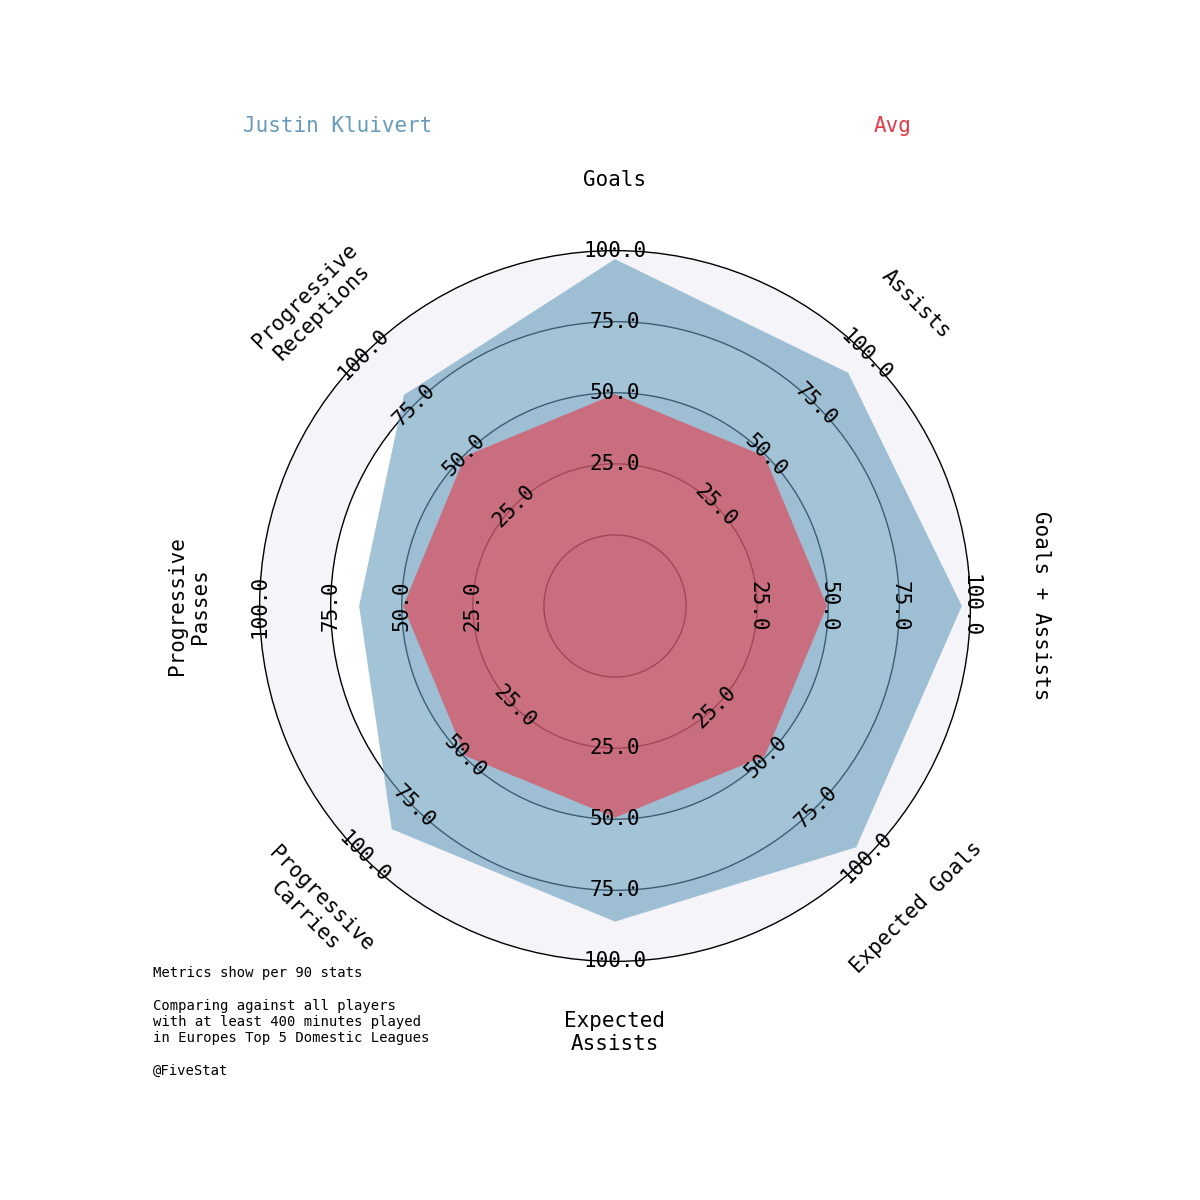 Justin Kluivert
Avg
Goals
Progressive
Receptions
Assists
100.0
100.0
100.0
75.0
75.0
75.0
50.0
50.0
50.0
25.0
25.0
25.0
Progressive
Passes
100.0
75.0
50.0
25.0
25.0
50.0
75.0
100.0
Goals + Assists
25.0
25.0
25.0
50.0
50.0
50.0
75.0
75.0
75.0
100.0
100.0
100.0
Progressive
Carries
Expected Goals
Expected
Assists
Metrics show per 90 stats
Comparing against all players
with at least 400 minutes played
in Europes Top 5 Domestic Leagues
@FiveStat